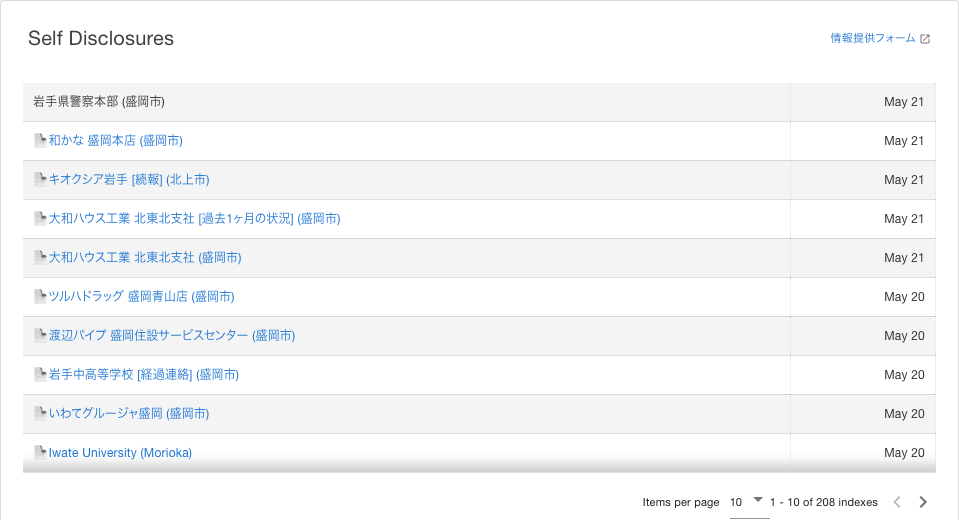 Self Disclosures
情報提供フォーム
岩手県警察本部 (盛岡市) May 21
和かな 盛岡本店 (盛岡市) May 21
キオクシア岩手 [続報] (北上市) May 21
大和ハウス工業 北東北支社 [過去1ヶ月の状況] (盛岡市) May 21
大和ハウス工業 北東北支社 (盛岡市) May 21
ツルハドラッグ 盛岡青山店 (盛岡市) May 20
渡辺パイプ 盛岡住設サービスセンター (盛岡市) May 20
岩手中高等学校 [経過連絡] (盛岡市) May 20
いわてグルージャ盛岡 (盛岡市) May 20
Iwate University (Morioka) May 20
Items per page 10 1 - 10 of 208 indexes